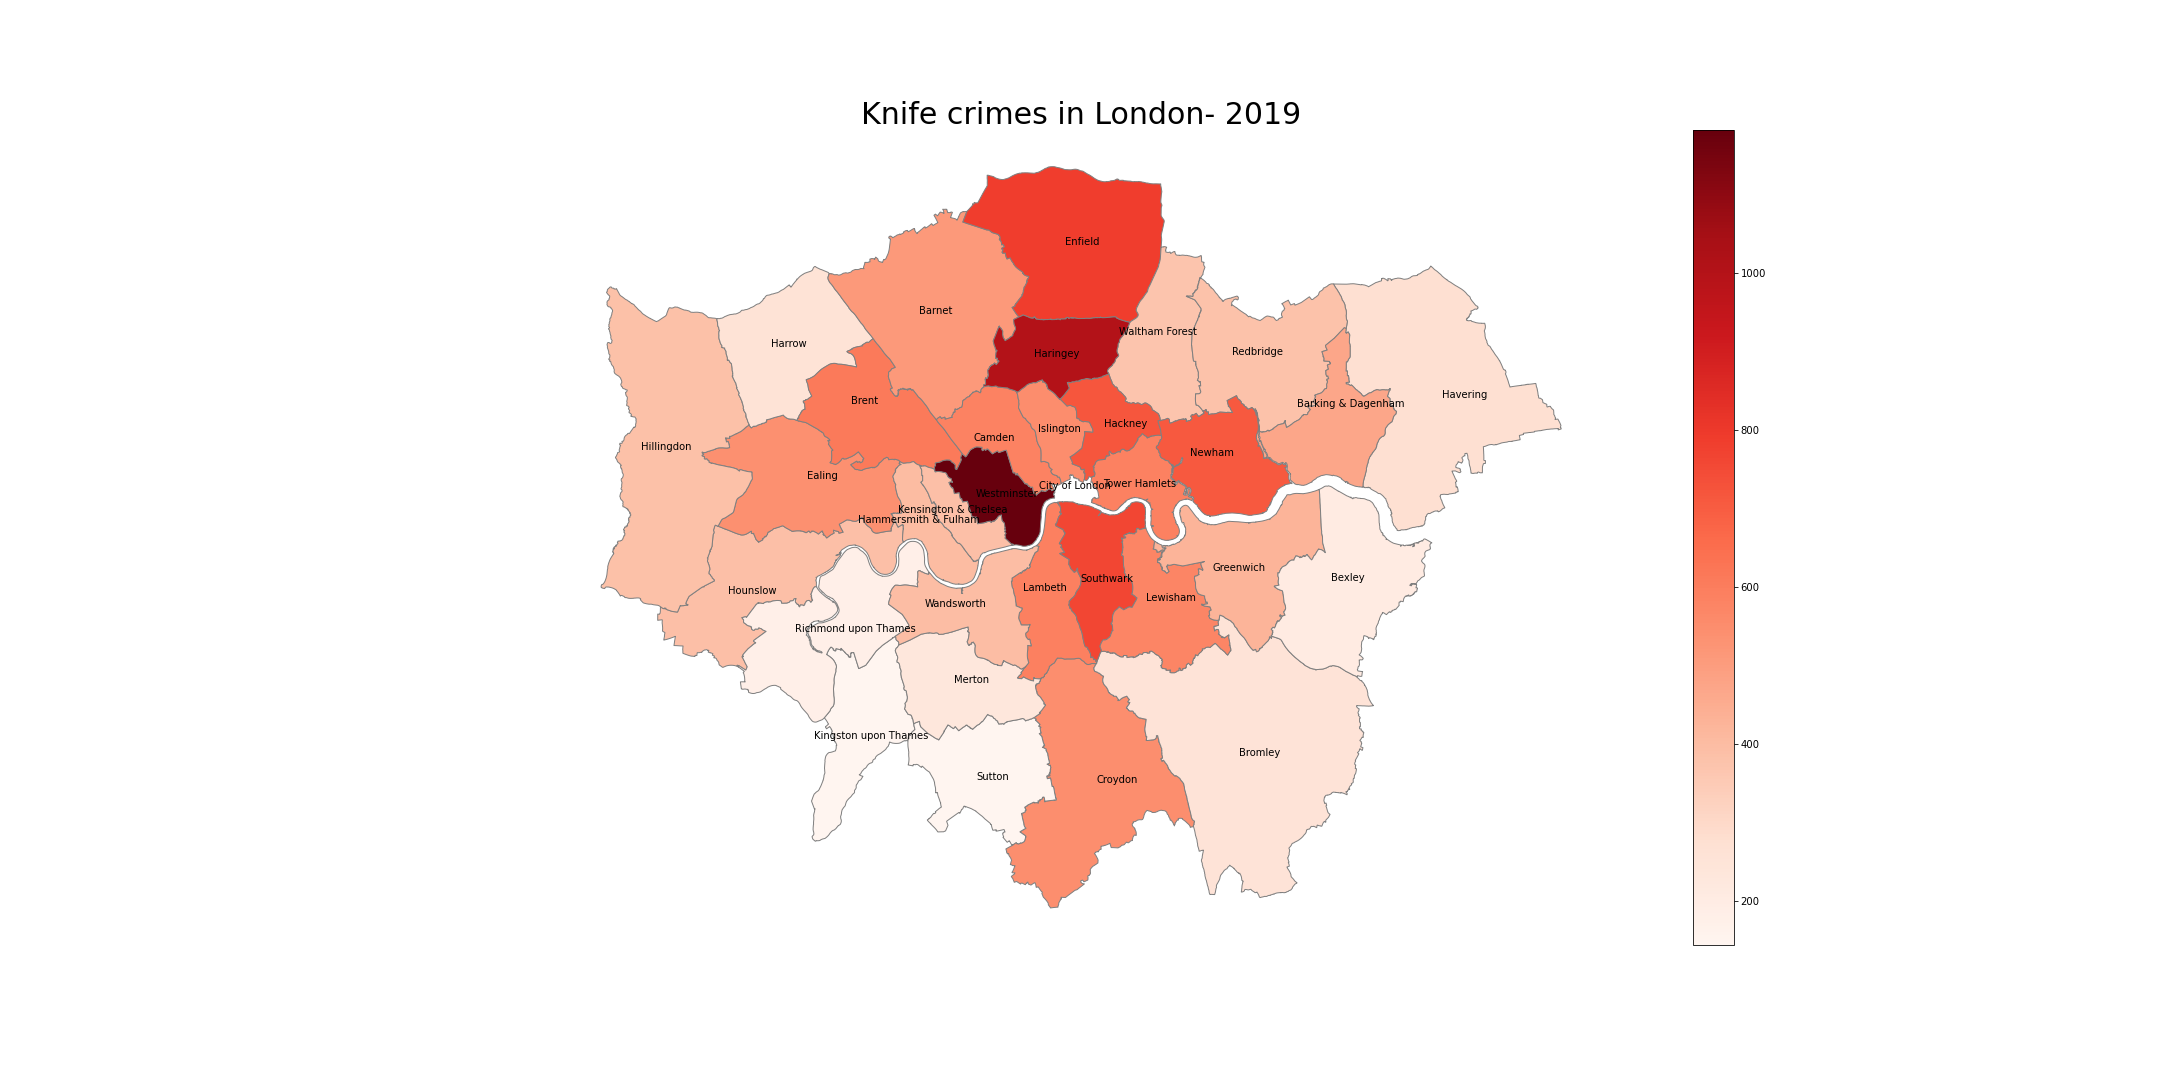 Knife crimes in London- 2019
Enfield
Barnet
Waltham Forest
Harrow
Redbridge
Haringey
Havering
Brent
Barking & Dagenham
Hackney
Islington
Camden
Hillingdon
Newham
Ealing
Tower Hamlets
City of London
Westminster
Kensington & Chelsea
Hammersmith & Fulham
Greenwich
Bexley
Southwark
Lambeth
Hounslow
Lewisham
Wandsworth
Richmond upon Thames
Merton
Kingston upon Thames
Bromley
Sutton
Croydon
1000
800
600
400
200